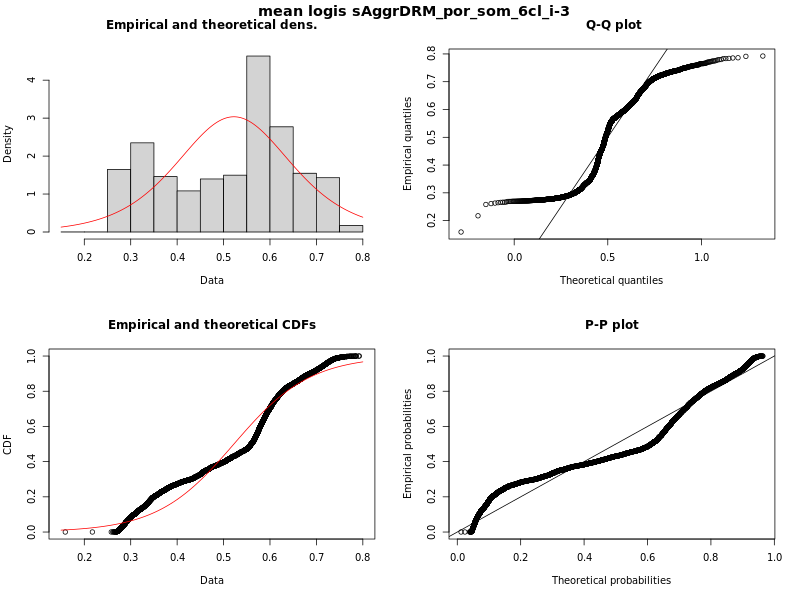 mean logis sAggrDRM_por_som_6cl_i-3
Empirical and theoretical dens.
Density
0 1 2 3 4
0.2 0.3 0.4 0.5 0.6 0.7 0.8
Data
Q-Q plot
Empirical quantiles
0.2 0.3 0.4 0.5 0.6 0.7 0.8
0.0 0.5 1.0
Theoretical quantiles
Empirical and theoretical CDFs
CDF
0.0 0.2 0.4 0.6 0.8 1.0
0.2 0.3 0.4 0.5 0.6 0.7 0.8
Data
P-P plot
Empirical probabilities
0.0 0.2 0.4 0.6 0.8 1.0
0.0 0.2 0.4 0.6 0.8 1.0
Theoretical probabilities